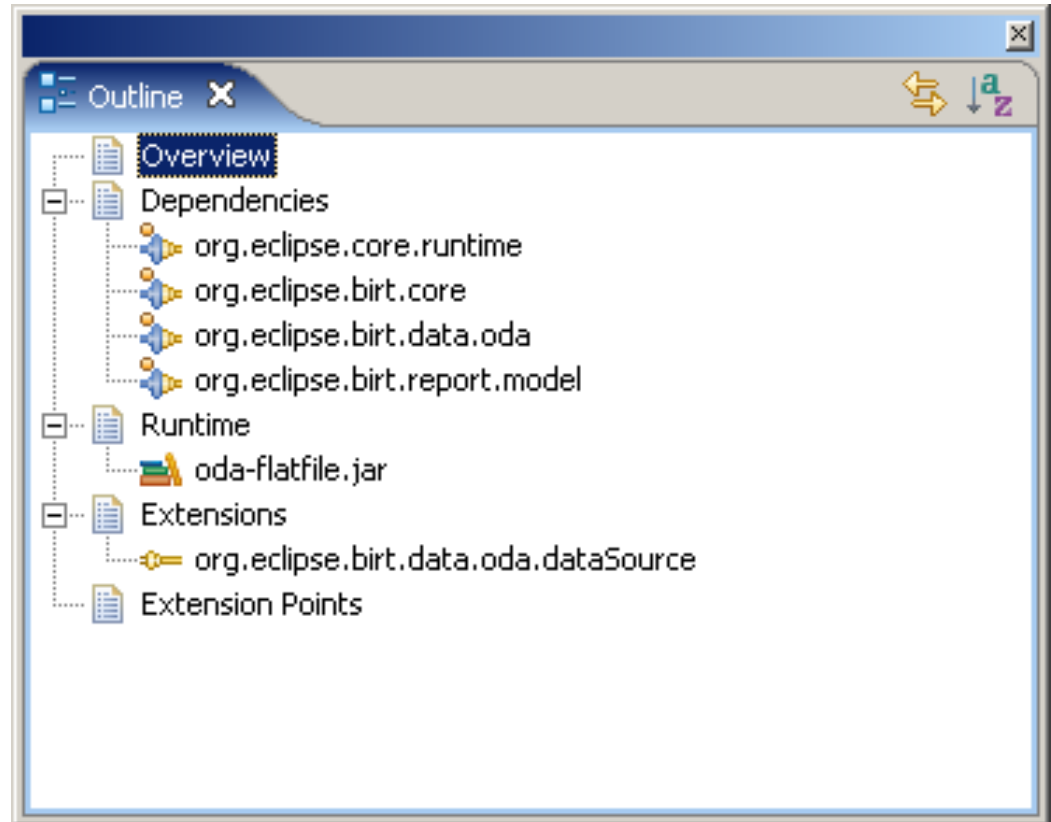 Outline
az
Overview
Dependencies
org.eclipse.core.runtime
org.eclipse.birt.core
org.eclipse.birt.data.oda
org.eclipse.birt.report.model
Runtime
oda-flatfile.jar
Extensions
org.eclipse.birt.data.oda.dataSource
Extension Points